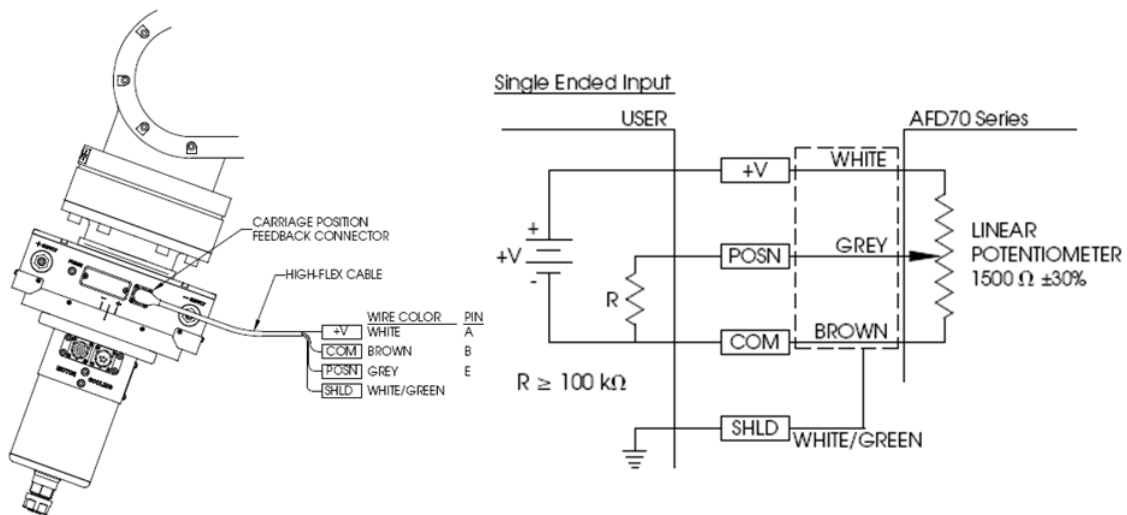 CARRIAGE POSITION
FEEDBACK CONNECTOR
HIGH-FLEX CABLE
WIRE COLOR PIN
+V WHITE A
COM BROWN B
POSN GREY E
SHLD WHITE/GREEN
MOTOR COOLING
Single Ended Input
USER
AFD70 Series
+V
WHITE
+
+V
-
POSN
GREY
R
LINEAR
POTENTIOMETER
1500 Ω ±30%
COM
BROWN
R ≥ 100 kΩ
SHLD
WHITE/GREEN